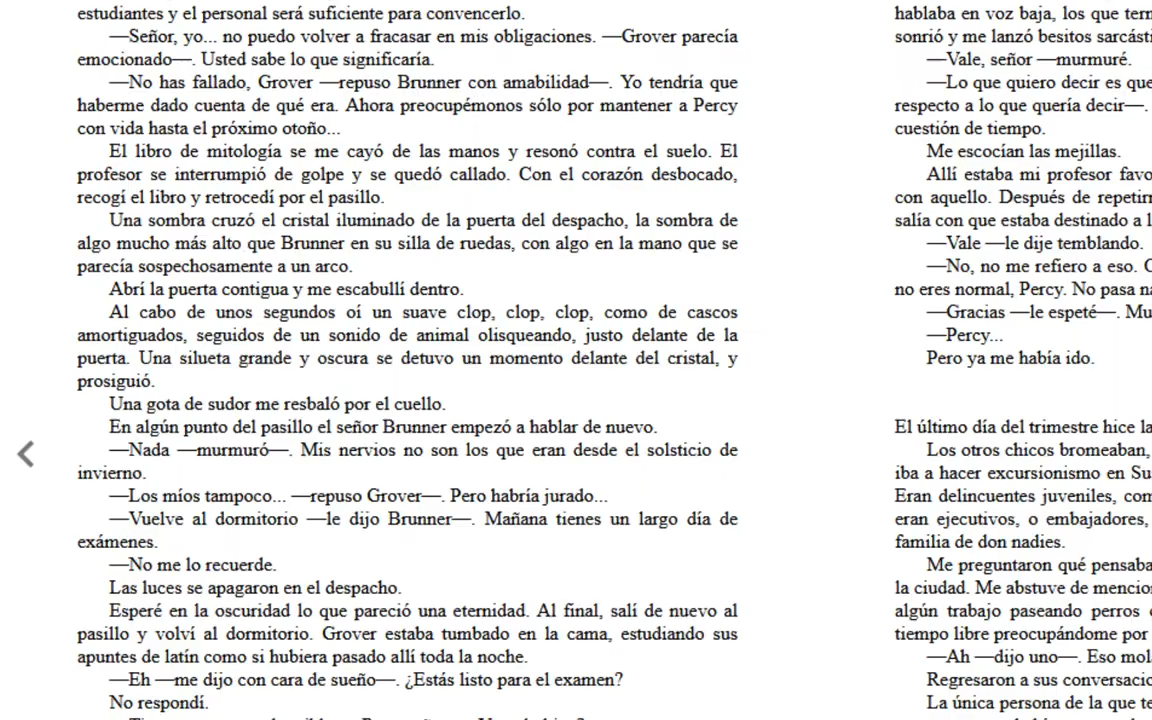 estudiantes y el personal será suficiente para convencerlo.
—Señor, yo... no puedo volver a fracasar en mis obligaciones. —Grover parecía
emocionado—. Usted sabe lo que significaría.
—No has fallado, Grover —repuso Brunner con amabilidad—. Yo tendría que
haberme dado cuenta de qué era. Ahora preocupémonos sólo por mantener a Percy
con vida hasta el próximo otoño...
El libro de mitología se me cayó de las manos y resonó contra el suelo. El
profesor se interrumpió de golpe y se quedó callado. Con el corazón desbocado,
recogí el libro y retrocedí por el pasillo.
Una sombra cruzó el cristal iluminado de la puerta del despacho, la sombra de
algo mucho más alto que Brunner en su silla de ruedas, con algo en la mano que se
parecía sospechosamente a un arco.
Abrí la puerta contigua y me escabullí dentro.
Al cabo de unos segundos oí un suave clop, clop, clop, como de cascos
amortiguados, seguidos de un sonido de animal olisqueando, justo delante de la
puerta. Una silueta grande y oscura se detuvo un momento delante del cristal, y
prosiguió.
Una gota de sudor me resbaló por el cuello.
En algún punto del pasillo el señor Brunner empezó a hablar de nuevo.
—Nada —murmuró—. Mis nervios no son los que eran desde el solsticio de
invierno.
—Los míos tampoco... —repuso Grover—. Pero habría jurado...
—Vuelve al dormitorio —le dijo Brunner—. Mañana tienes un largo día de
exámenes.
—No me lo recuerde.
Las luces se apagaron en el despacho.
Esperé en la oscuridad lo que pareció una eternidad. Al final, salí de nuevo al
pasillo y volví al dormitorio. Grover estaba tumbado en la cama, estudiando sus
apuntes de latín como si hubiera pasado allí toda la noche.
—Eh —me dijo con cara de sueño—. ¿Estás listo para el examen?
No respondí.
hablaba en voz baja, los que
sonrió y me lanzó besitos
—Vale, señor —murmuré.
—Lo que quiero decir es que
respecto a lo que quería decir—.
cuestión de tiempo.
Me escocían las mejillas.
Allí estaba mi profesor
con aquello. Después de
salía con que estaba destinado a
—Vale —le dije temblando.
—No, no me refiero a eso.
no eres normal, Percy. No pasa
—Gracias —le espeté—.
—Percy...
Pero ya me había ido.
El último día del trimestre hice
Los otros chicos bromeaban,
iba a hacer excursionismo en
Eran delincuentes juveniles,
eran ejecutivos, o embajadores,
familia de don nadies.
Me preguntaron qué
la ciudad. Me abstuve de
algún trabajo paseando perros
tiempo libre preocupándome por
—Ah —dijo uno—. Eso
Regresaron a sus
La única persona de la que